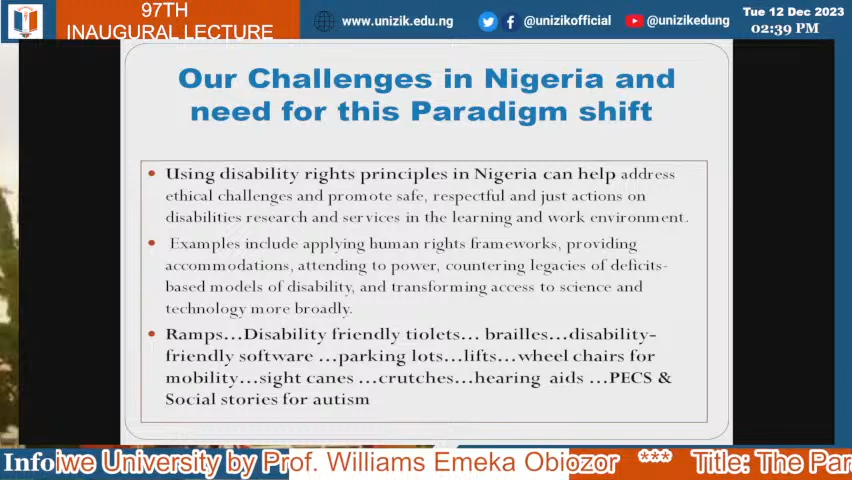 97TH
INAUGURAL LECTURE
www.unizik.edu.ng
@unizikofficial
@unizikedung
Tue 12 Dec 2023
02:39 PM
Our Challenges in Nigeria and
need for this Paradigm shift
• Using disability rights principles in Nigeria can help address
ethical challenges and promote safe, respectful and just actions on
disabilities research and services in the learning and work environment.
• Examples include applying human rights frameworks, providing
accommodations, attending to power, countering legacies of deficits-
based models of disability, and transforming access to science and
technology more broadly.
• Ramps…Disability friendly tiolets… brailles…disability-
friendly software …parking lots…lifts…wheel chairs for
mobility…sight canes …crutches…hearing aids …PECS &
Social stories for autism
Info
iwe University by Prof. Williams Emeka Obiozor *** Title: The Par